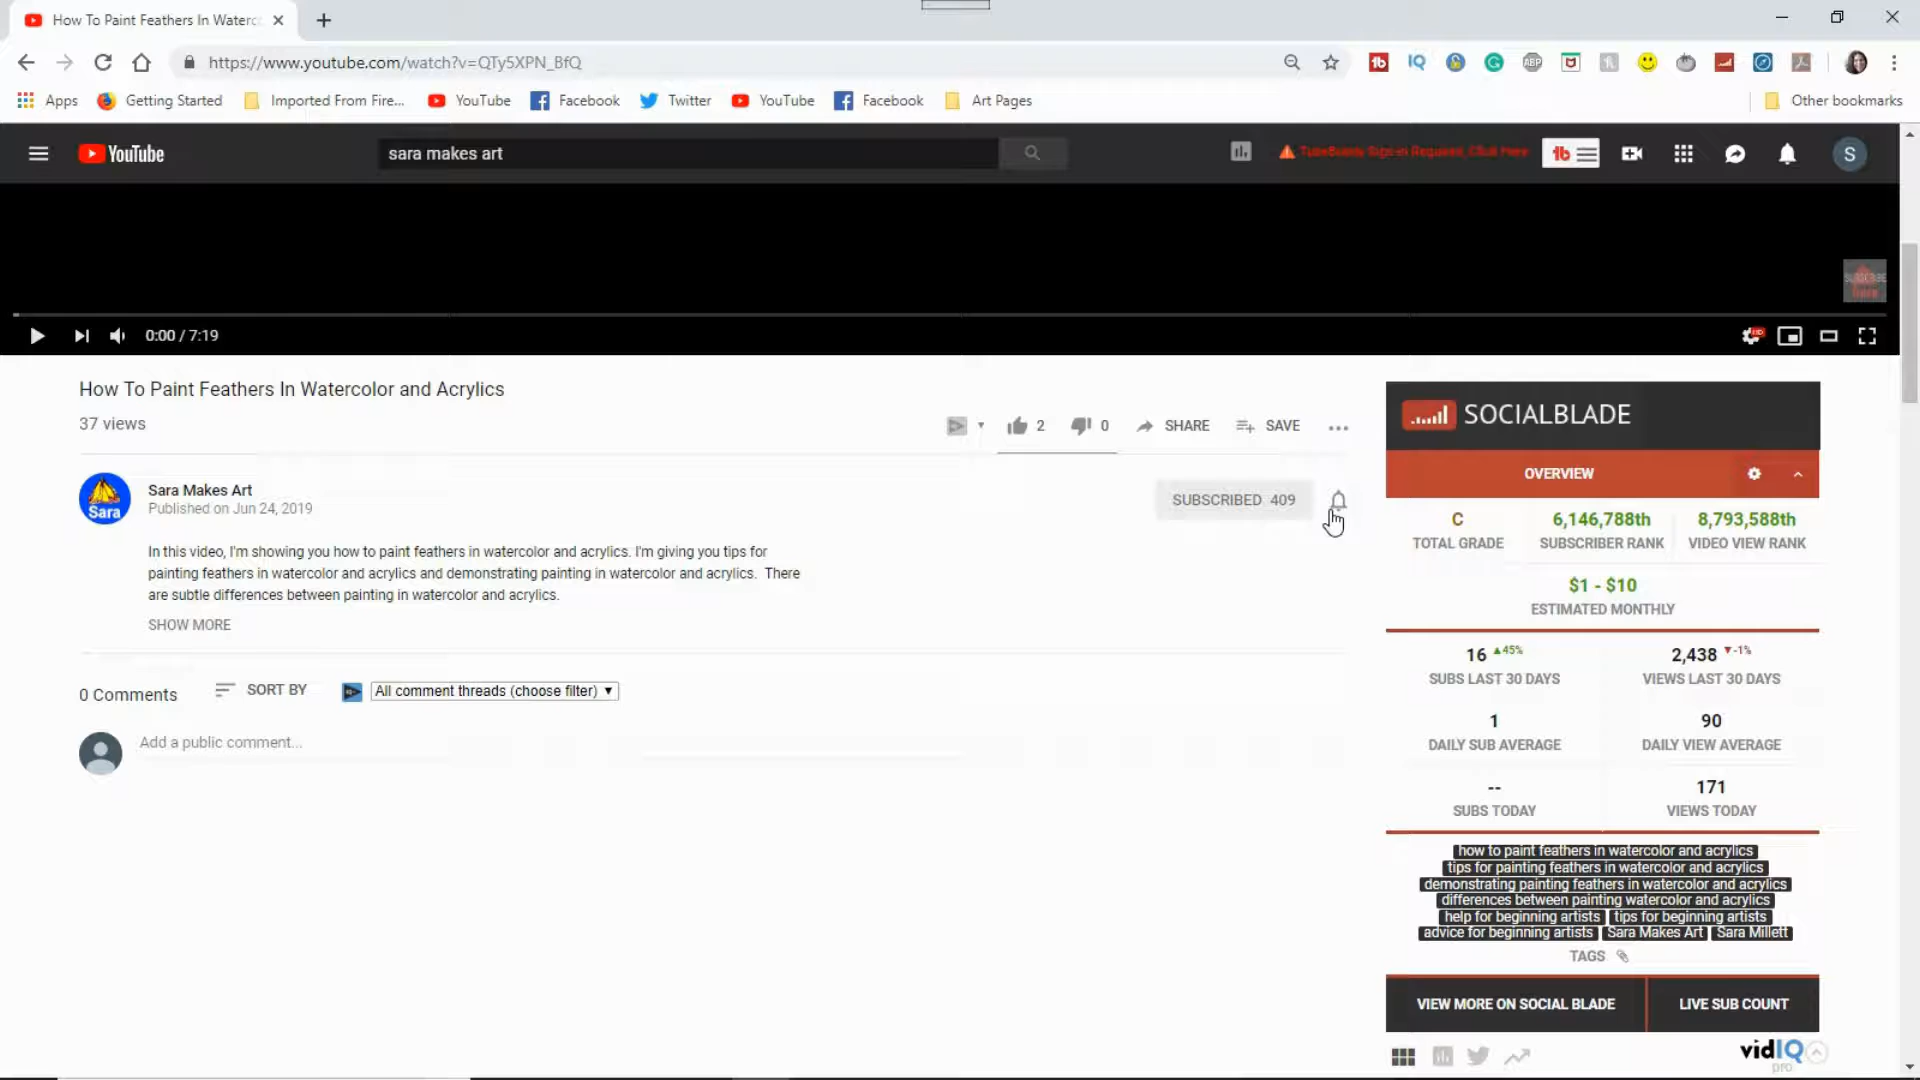 How To Paint Feathers In Waterc
https://www.youtube.com/watch?v=QTy5XPN_BfQ
Apps Getting Started Imported From Fire... YouTube Facebook Twitter YouTube Facebook Art Pages Other bookmarks
YouTube sara makes art TubeBuddy Sign-in Required, Click Here tb S
SUBSCRIBE
0:00 / 7:19 HD
How To Paint Feathers In Watercolor and Acrylics
37 views
2 0 SHARE SAVE
Sara
Sara Makes Art
Published on Jun 24, 2019
SUBSCRIBED 409
In this video, I'm showing you how to paint feathers in watercolor and acrylics. I'm giving you tips for
painting feathers in watercolor and acrylics and demonstrating painting in watercolor and acrylics. There
are subtle differences between painting in watercolor and acrylics.
SHOW MORE
0 Comments SORT BY All comment threads (choose filter)
Add a public comment...
SOCIALBLADE
OVERVIEW
C 6,146,788th 8,793,588th
TOTAL GRADE SUBSCRIBER RANK VIDEO VIEW RANK
$1 - $10
ESTIMATED MONTHLY
16 45% 2,438 -1%
SUBS LAST 30 DAYS VIEWS LAST 30 DAYS
1 90
DAILY SUB AVERAGE DAILY VIEW AVERAGE
-- 171
SUBS TODAY VIEWS TODAY
how to paint feathers in watercolor and acrylics
tips for painting feathers in watercolor and acrylics
demonstrating painting feathers in watercolor and acrylics
differences between painting watercolor and acrylics
help for beginning artists tips for beginning artists
advice for beginning artists Sara Makes Art Sara Millett
TAGS
VIEW MORE ON SOCIAL BLADE LIVE SUB COUNT
vidIQ
pro